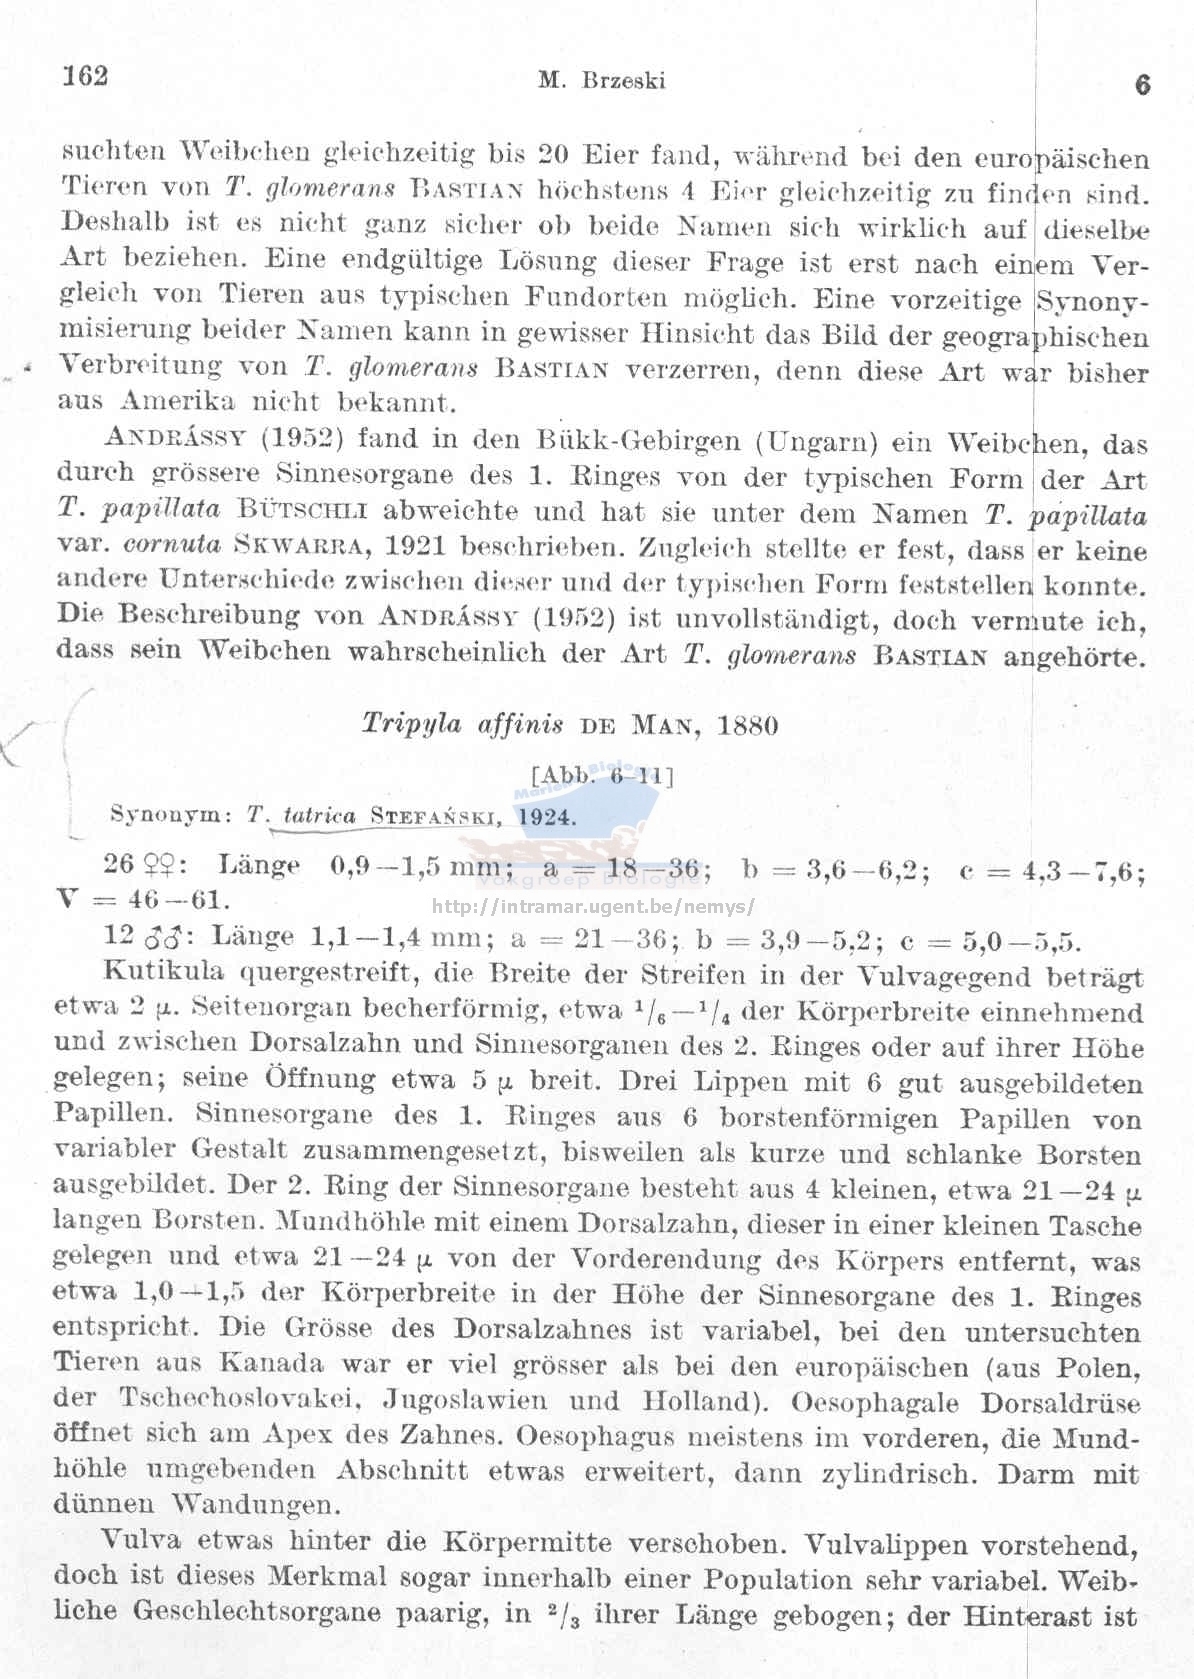 162
M. Brzeski
6
suchten Weibchen gleichzeitig bis 20 Eier fand, während bei den europäischen
Tieren von T. glomerans BASTIAN höchstens 4 Eier gleichzeitig zu finden sind.
Deshalb ist es nicht ganz sicher ob beide Namen sich wirklich auf dieselbe
Art beziehen. Eine endgültige Lösung dieser Frage ist erst nach einem Ver-
gleich von Tieren aus typischen Fundorten möglich. Eine vorzeitige Synony-
misierung beider Namen kann in gewisser Hinsicht das Bild der geographischen
Verbreitung von T. glomerans BASTIAN verzerren, denn diese Art war bisher
aus Amerika nicht bekannt.
ANDRÁSSY (1952) fand in den Bükk-Gebirgen (Ungarn) ein Weibchen, das
durch grössere Sinnesorgane des 1. Ringes von der typischen Form der Art
T. papillata BÜTSCHLI abweichte und hat sie unter dem Namen T. papillata
var. cornuta SKWARRA, 1921 beschrieben. Zugleich stellte er fest, dass er keine
andere Unterschiede zwischen dieser und der typischen Form feststellen konnte.
Die Beschreibung von ANDRÁSSY (1952) ist unvollständigt, doch vermute ich,
dass sein Weibchen wahrscheinlich der Art T. glomerans BASTIAN angehörte.
Tripyla affinis DE MAN, 1880
[Abb. 6–11]
Marien Biologie
Synonym: T. tatrica STEFAŃSKI, 1924.
26 ♀♀: Länge 0,9—1,5 mm; a = 18—36; b = 3,6—6,2; c = 4,3—7,6;
Vakgroep Biologie
V = 46—61.
http://intramar.ugent.be/nemys/
12 ♂♂: Länge 1,1—1,4 mm; a = 21—36; b = 3,9—5,2; c = 5,0—5,5.
Kutikula quergestreift, die Breite der Streifen in der Vulvagegend beträgt
etwa 2 μ. Seitenorgan becherförmig, etwa ¹/₆—¹/₄ der Körperbreite einnehmend
und zwischen Dorsalzahn und Sinnesorganen des 2. Ringes oder auf ihrer Höhe
gelegen; seine Öffnung etwa 5 μ breit. Drei Lippen mit 6 gut ausgebildeten
Papillen. Sinnesorgane des 1. Ringes aus 6 borstenförmigen Papillen von
variabler Gestalt zusammengesetzt, bisweilen als kurze und schlanke Borsten
ausgebildet. Der 2. Ring der Sinnesorgane besteht aus 4 kleinen, etwa 21—24 μ
langen Borsten. Mundhöhle mit einem Dorsalzahn, dieser in einer kleinen Tasche
gelegen und etwa 21—24 μ von der Vorderendung des Körpers entfernt, was
etwa 1,0—1,5 der Körperbreite in der Höhe der Sinnesorgane des 1. Ringes
entspricht. Die Grösse des Dorsalzahnes ist variabel, bei den untersuchten
Tieren aus Kanada war er viel grösser als bei den europäischen (aus Polen,
der Tschechoslovakei, Jugoslawien und Holland). Oesophagale Dorsaldrüse
öffnet sich am Apex des Zahnes. Oesophagus meistens im vorderen, die Mund-
höhle umgebenden Abschnitt etwas erweitert, dann zylindrisch. Darm mit
dünnen Wandungen.
Vulva etwas hinter die Körpermitte verschoben. Vulvalippen vorstehend,
doch ist dieses Merkmal sogar innerhalb einer Population sehr variabel. Weib-
liche Geschlechtsorgane paarig, in ²/₃ ihrer Länge gebogen; der Hinterast ist